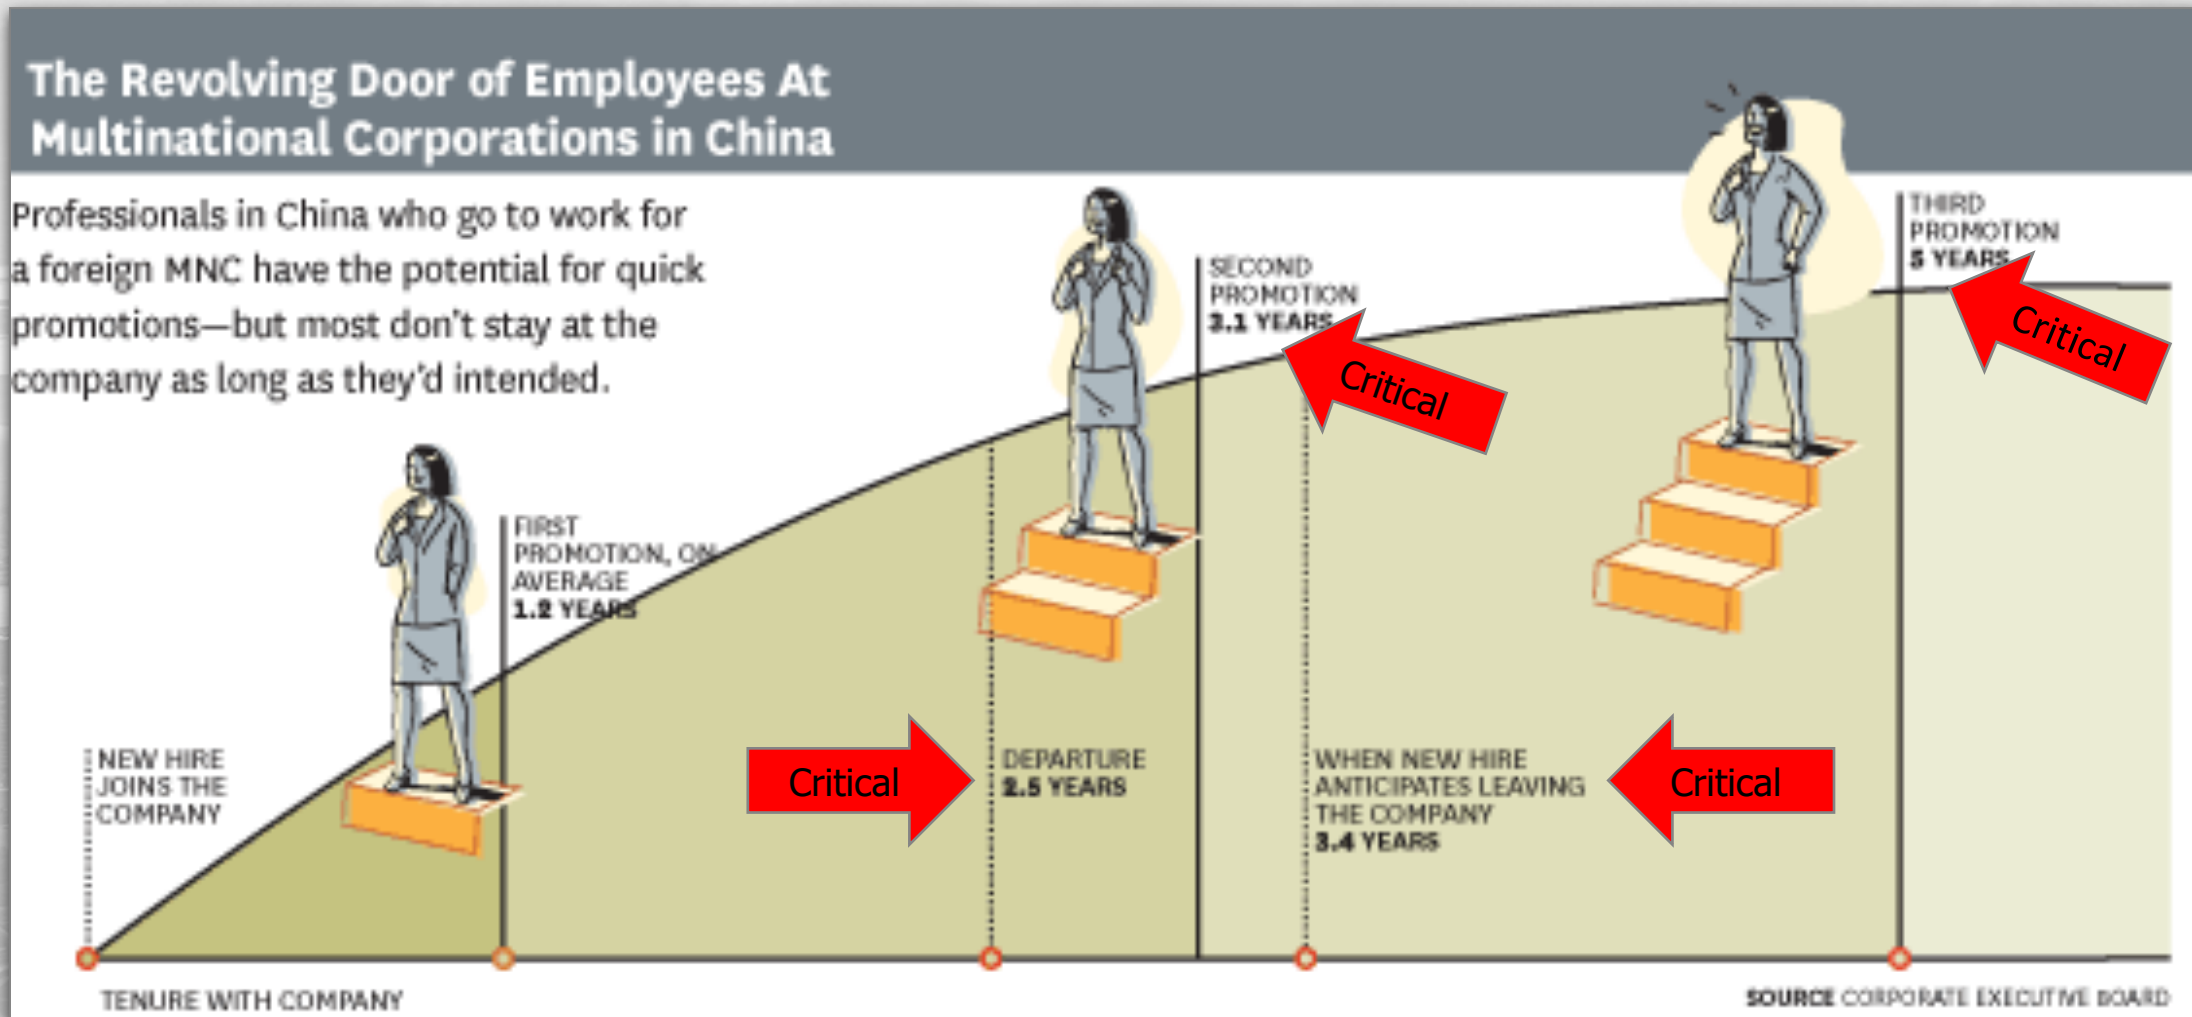 The Revolving Door of Employees At
Multinational Corporations in China
Professionals in China who go to work for
a foreign MNC have the potential for quick
promotions—but most don't stay at the
company as long as they'd intended.
NEW HIRE
JOINS THE
COMPANY
FIRST
PROMOTION, ON
AVERAGE
1.2 YEARS
Critical
DEPARTURE
2.5 YEARS
SECOND
PROMOTION
3.1 YEARS
Critical
WHEN NEW HIRE
ANTICIPATES LEAVING
THE COMPANY
3.4 YEARS
Critical
THIRD
PROMOTION
5 YEARS
Critical
TENURE WITH COMPANY
SOURCE CORPORATE EXECUTIVE BOARD